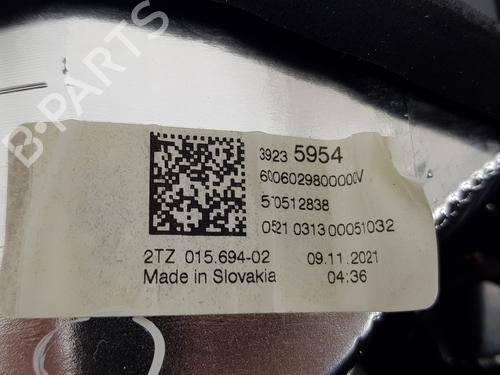 B-PARTS
3923 5954
6006029800000V
510512838
0521 0313 00051032
2TZ 015.694-02 09.11.2021
Made in Slovakia 04:36